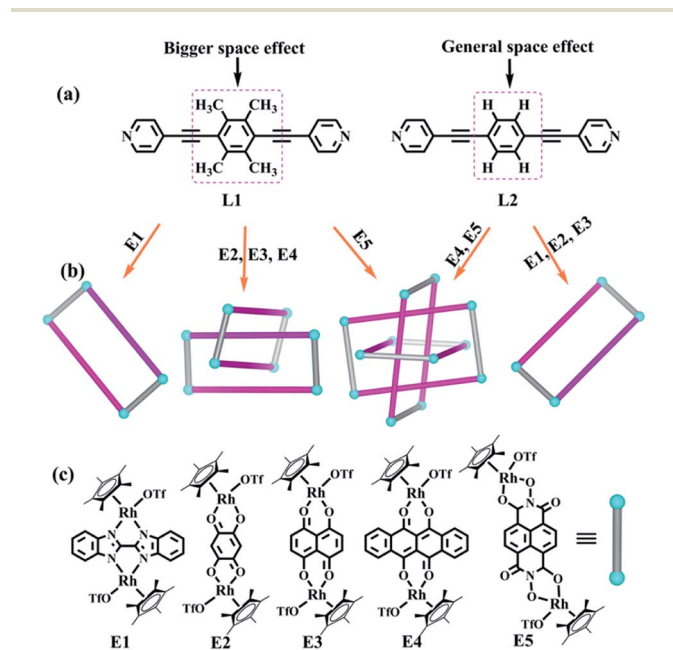 Bigger space effect
General space effect
(a)
H₃C
CH₃
H H
N
N
N
N
H₃C
CH₃
H H
L1
L2
E1
E2, E3, E4
E5
E4, E5
E1, E2, E3
(b)
(c)
OTf
Rh
N N
N N
Rh
TfO
E1
OTf
Rh
O O
O O
Rh
TfO
E2
OTf
Rh
O O
O O
Rh
TfO
E3
OTf
Rh
O O
O O
Rh
TfO
E4
Rh
OTf
O
O
N
O
O
N
O
O
Rh
TfO
E5
≡